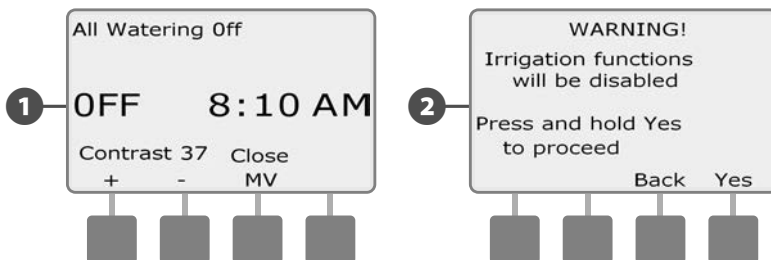 All Watering Off
1
OFF 8:10 AM
Contrast 37 Close
+ - MV
WARNING!
Irrigation functions
will be disabled
2
Press and hold Yes
to proceed
Back Yes